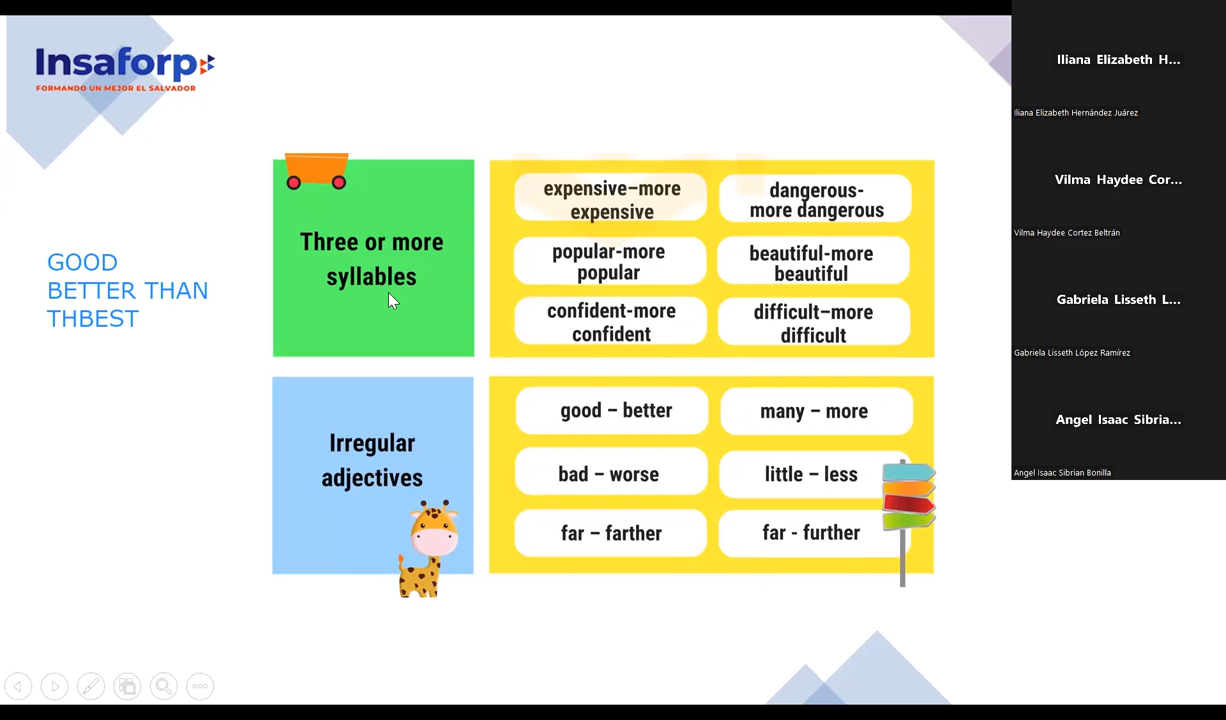 Insaforp
FORMANDO UN MEJOR EL SALVADOR
GOOD
BETTER THAN
THBEST
Three or more
syllables
expensive–more
expensive
dangerous-
more dangerous
popular-more
popular
beautiful-more
beautiful
confident-more
confident
difficult–more
difficult
Irregular
adjectives
good – better
many – more
bad – worse
little – less
far – farther
far - further
Iliana Elizabeth H...
Iliana Elizabeth Hernández Juárez
Vilma Haydee Cor...
Vilma Haydee Cortez Beltrán
Gabriela Lisseth L...
Gabriela Lisseth López Ramírez
Angel Isaac Sibria...
Angel Isaac Sibrian Bonilla